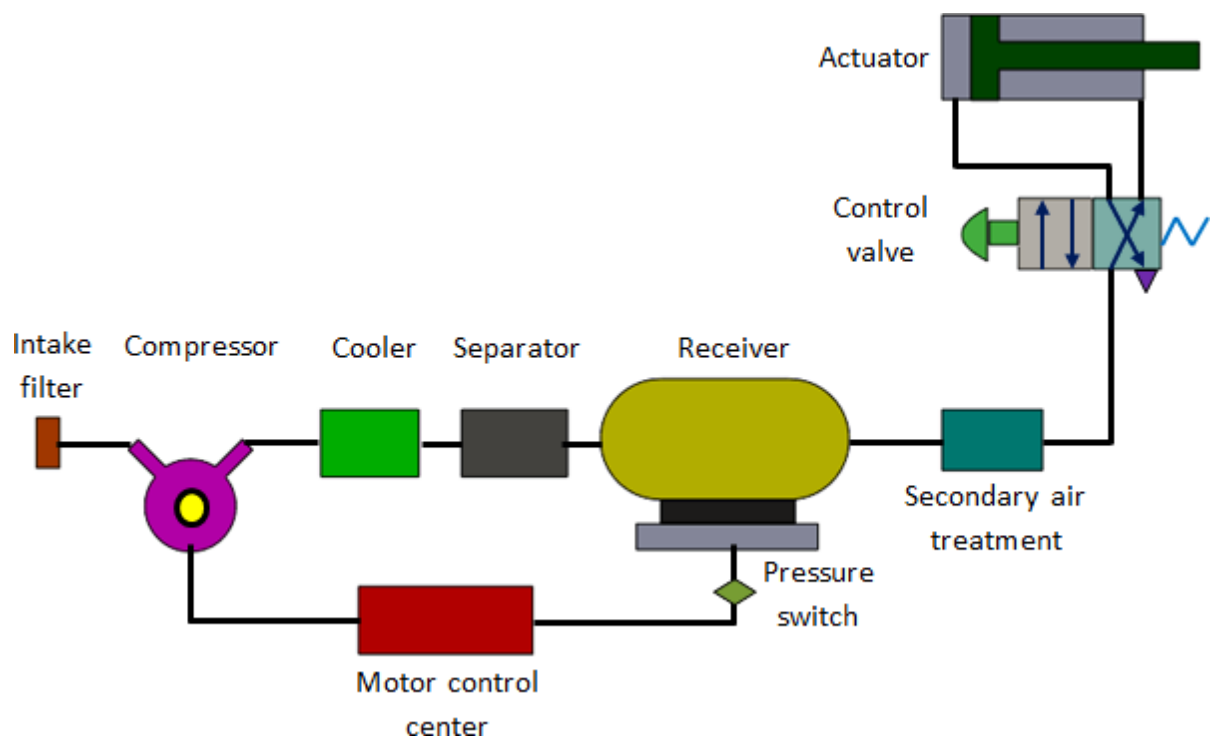 Actuator
Control
valve
Intake
filter
Compressor
Cooler
Separator
Receiver
Secondary air
treatment
Pressure
switch
Motor control
center